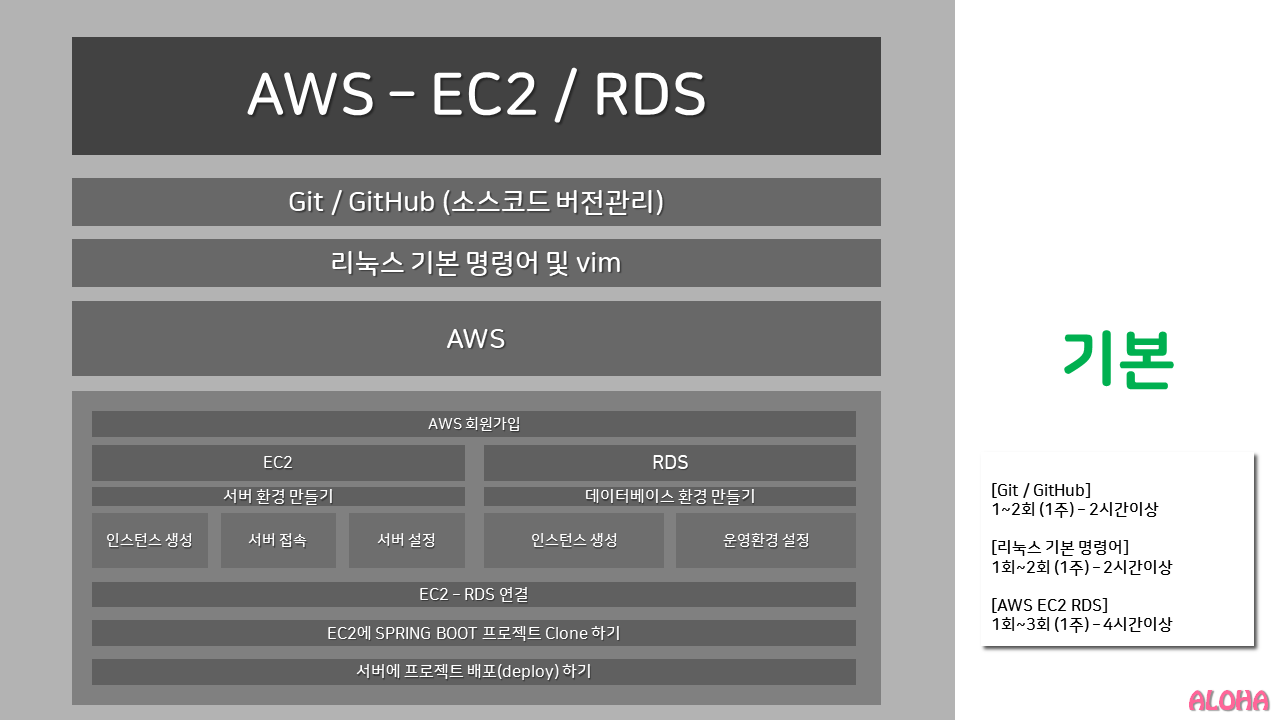 AWS – EC2 / RDS
Git / GitHub (소스코드 버전관리)
리눅스 기본 명령어 및 vim
AWS
AWS 회원가입
EC2
RDS
서버 환경 만들기
데이터베이스 환경 만들기
인스턴스 생성
서버 접속
서버 설정
인스턴스 생성
운영환경 설정
EC2 – RDS 연결
EC2에 SPRING BOOT 프로젝트 Clone 하기
서버에 프로젝트 배포(deploy) 하기
기본
[Git / GitHub]
1~2회 (1주) – 2시간이상
[리눅스 기본 명령어]
1회~2회 (1주) – 2시간이상
[AWS EC2 RDS]
1회~3회 (1주) – 4시간이상
ALOHA